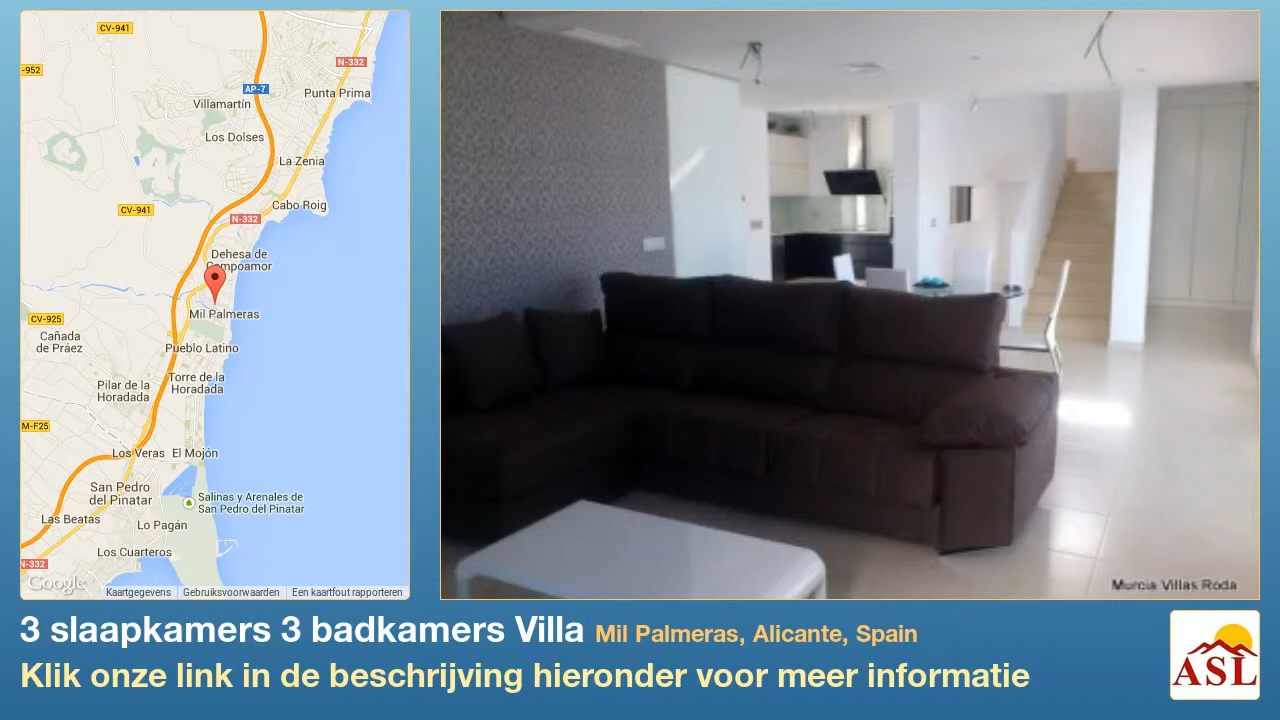 CV-941
-952
N-332
AP-7
Punta Prima
Villamartín
Los Dolses
La Zenia
CV-941
Cabo Roig
N-332
Dehesa de
Campoamor
Mil Palmeras
CV-925
Cañada
de Práez
Pueblo Latino
Torre de la
Horadada
Pilar de la
Horadada
M-F25
Los Veras
El Mojón
San Pedro
del Pinatar
Salinas y Arenales de
San Pedro del Pinatar
Las Beatas
Lo Pagán
Los Cuarteros
N-332
Google
Kaartgegevens
Gebruiksvoorwaarden
Een kaartfout rapporteren
Murcia Villas Roda
3 slaapkamers 3 badkamers Villa Mil Palmeras, Alicante, Spain
Klik onze link in de beschrijving hieronder voor meer informatie
ASL